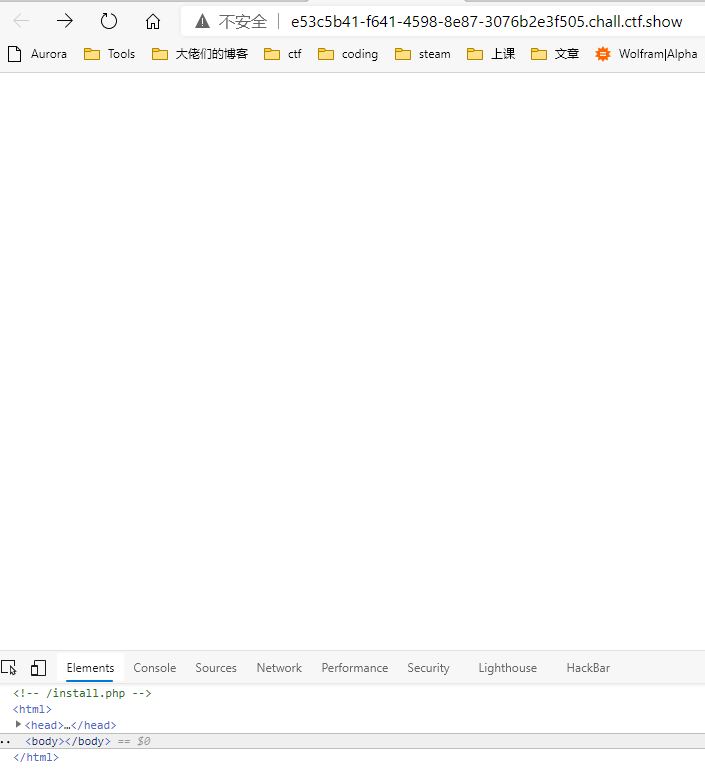 不安全 | e53c5b41-f641-4598-8e87-3076b2e3f505.chall.ctf.show
Aurora Tools 大佬们的博客 ctf coding steam 上课 文章 Wolfram|Alpha
Elements Console Sources Network Performance Memory Security Lighthouse HackBar
<!-- /install.php -->
<html>
<head>…</head>
<body></body> == $0
</html>